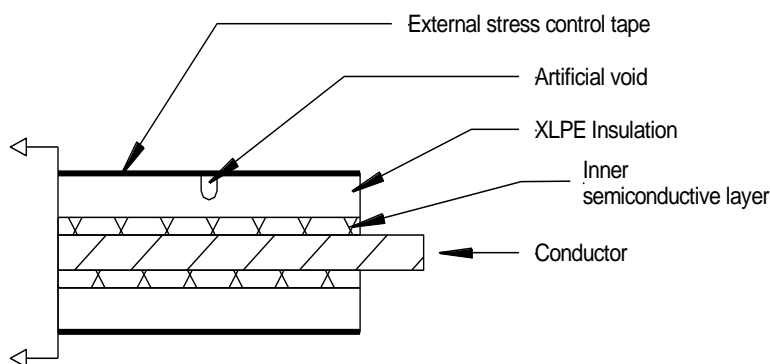 External stress control tape
Artificial void
XLPE Insulation
Inner
semiconductive layer
Conductor